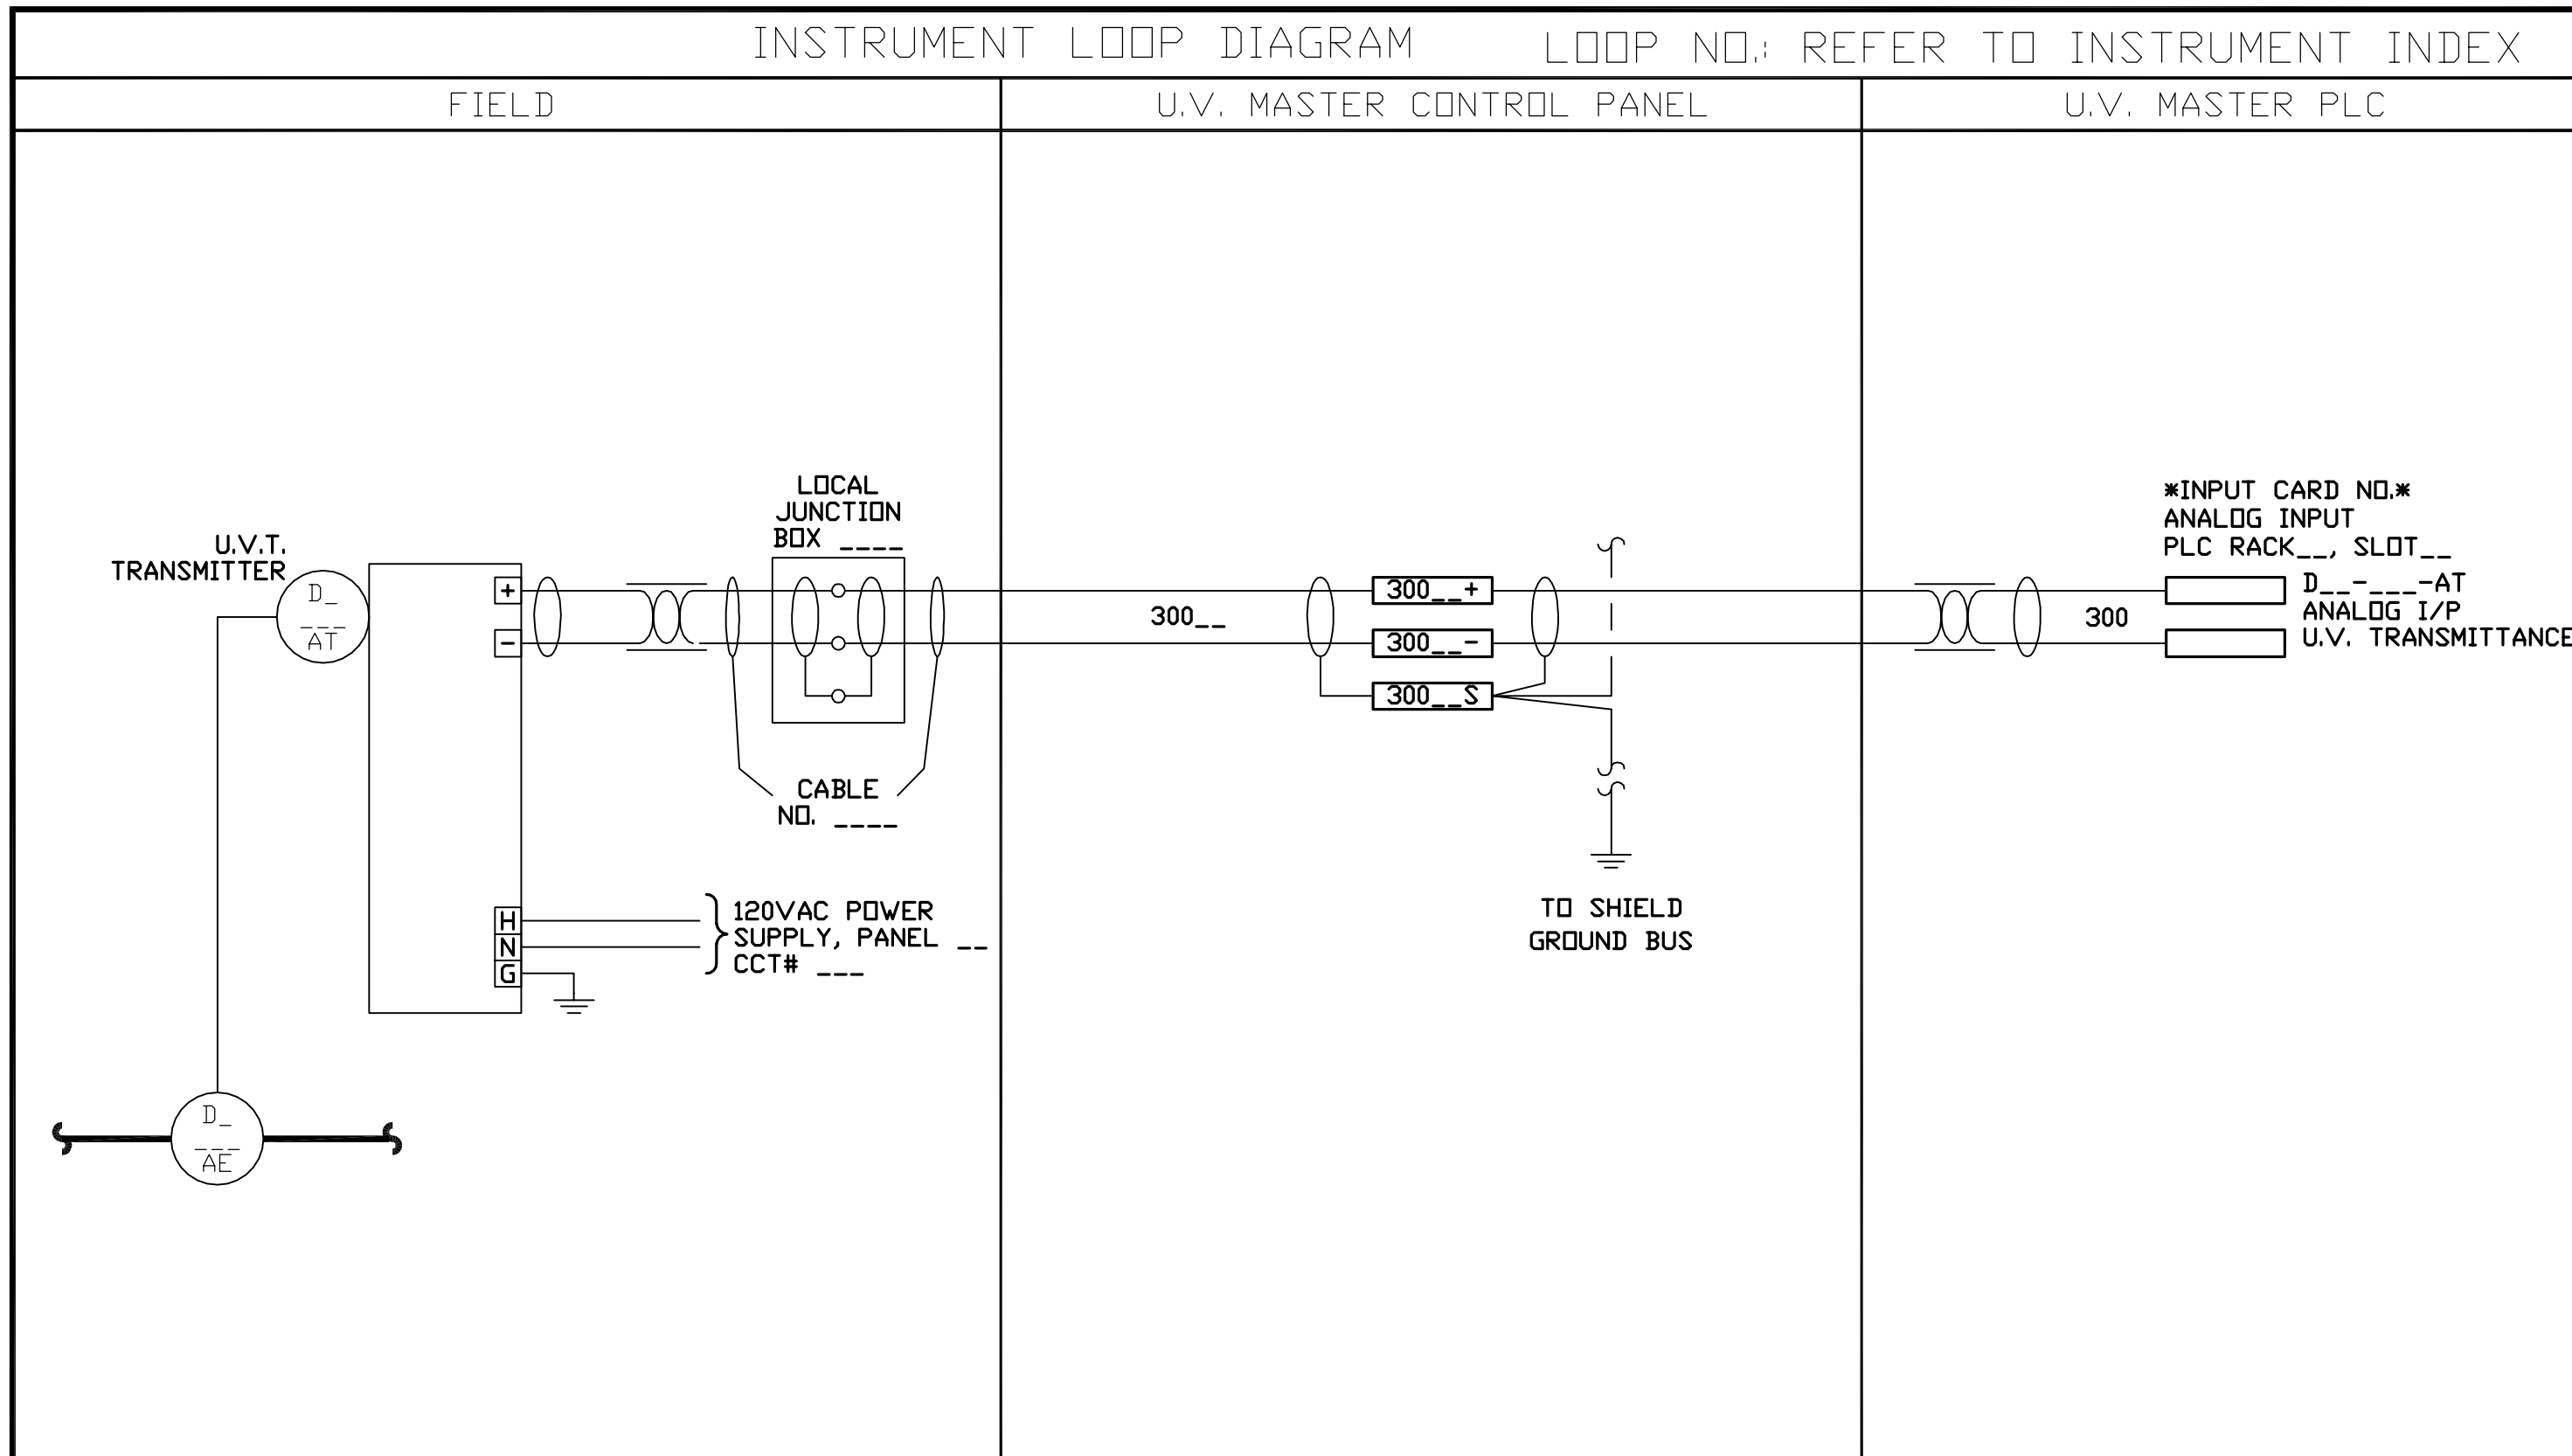 INSTRUMENT LOOP DIAGRAM LOOP NO.: REFER TO INSTRUMENT INDEX
FIELD
U.V. MASTER CONTROL PANEL
U.V. MASTER PLC
U.V.T.
TRANSMITTER
D_
___
AT
+
-
LOCAL
JUNCTION
BOX ____
CABLE
NO. ____
H
N
G
120VAC POWER
SUPPLY, PANEL __
CCT# ___
D_
___
AE
300__
300__+
300__-
300__S
TO SHIELD
GROUND BUS
*INPUT CARD NO.*
ANALOG INPUT
PLC RACK__, SLOT__
300
D__-___-AT
ANALOG I/P
U.V. TRANSMITTANCE